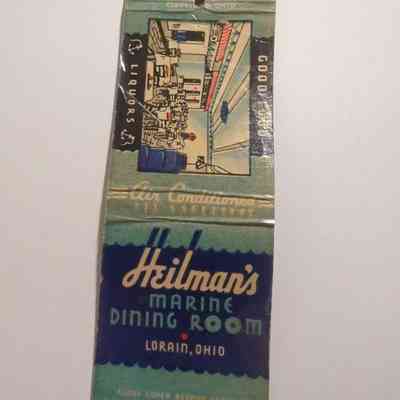 LIQUORS
GOOD FOOD
Air Conditioned
Heilman's
MARINE
DINING ROOM
LORAIN, OHIO